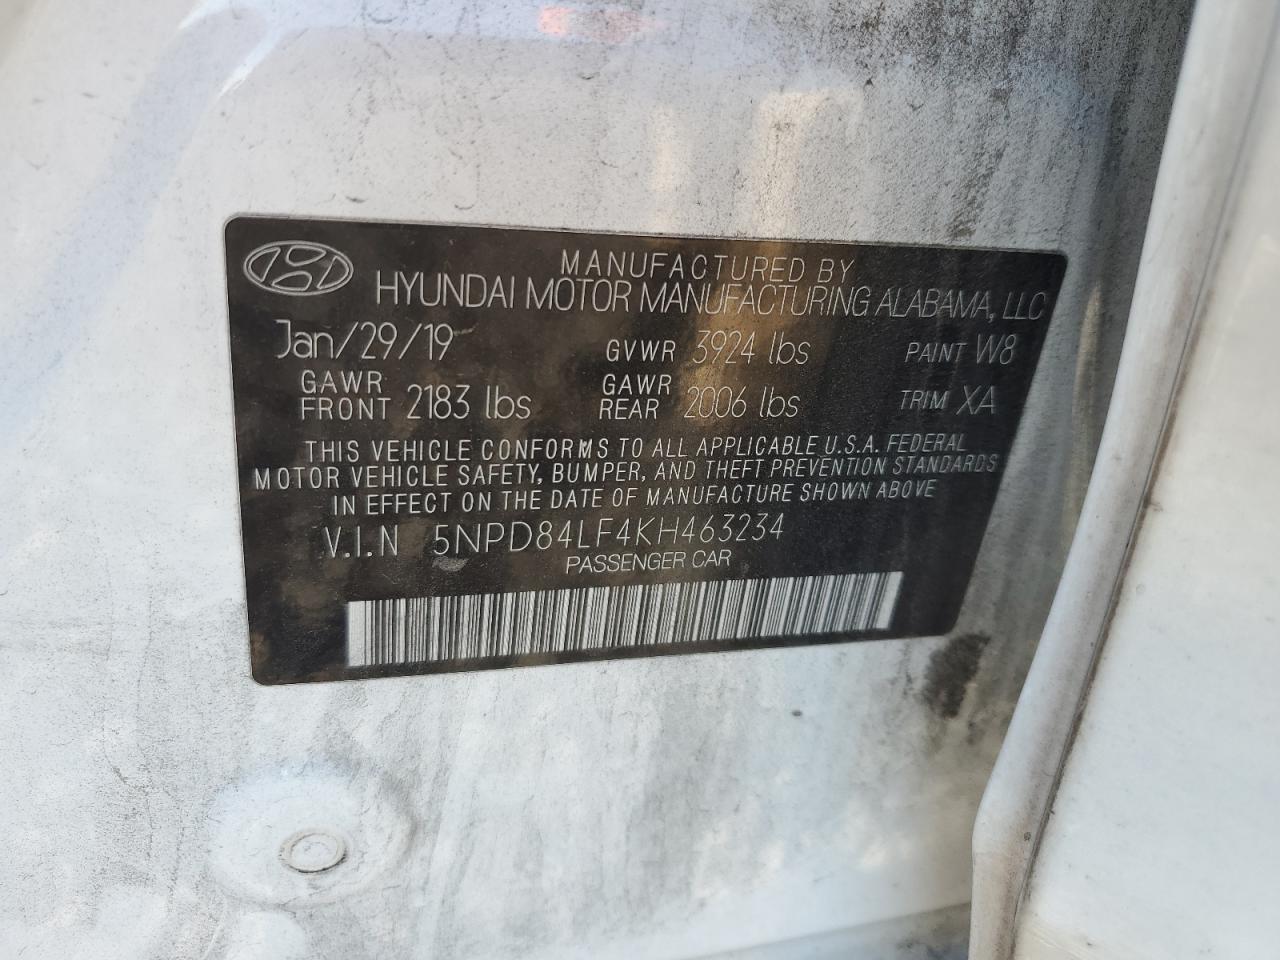 MANUFACTURED BY
HYUNDAI MOTOR MANUFACTURING ALABAMA, LLC
Jan/29/19 GVWR 3924 lbs PAINT W8
GAWR FRONT 2183 lbs GAWR REAR 2006 lbs TRIM XA
THIS VEHICLE CONFORMS TO ALL APPLICABLE U.S.A. FEDERAL
MOTOR VEHICLE SAFETY, BUMPER, AND THEFT PREVENTION STANDARDS
IN EFFECT ON THE DATE OF MANUFACTURE SHOWN ABOVE
V.I.N 5NPD84LF4KH463234
PASSENGER CAR